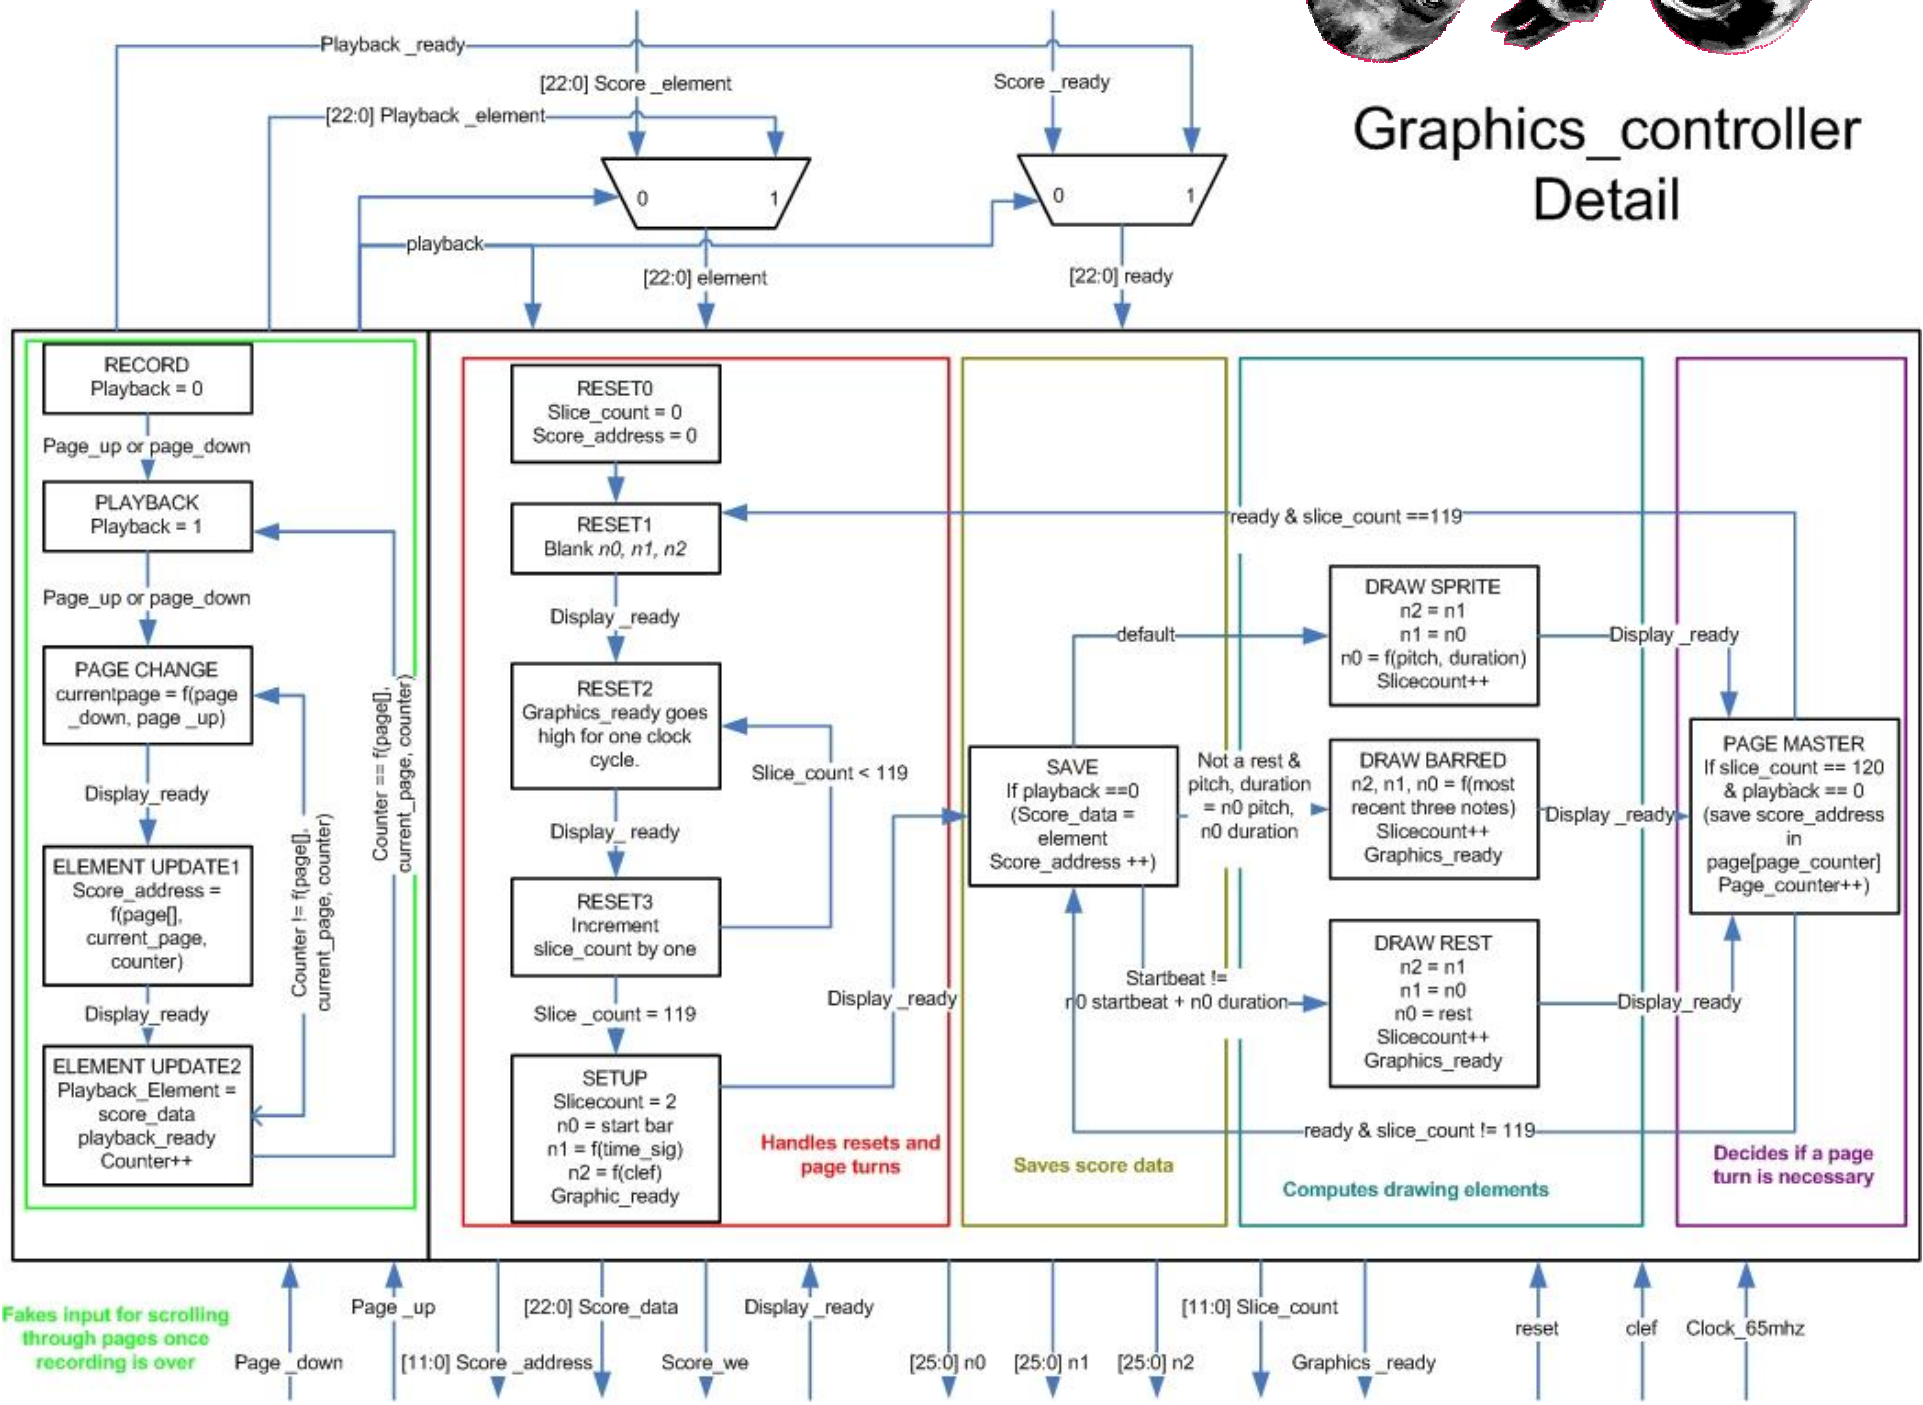 Playback _ready
[22:0] Score _element
Score _ready
[22:0] Playback _element
Graphics_controller
Detail
0
1
0
1
playback
[22:0] element
[22:0] ready
RECORD
Playback = 0
Page_up or page_down
PLAYBACK
Playback = 1
Page_up or page_down
PAGE CHANGE
currentpage = f(page
_down, page _up)
Display_ready
ELEMENT UPDATE1
Score_address =
f(page[],
current_page,
counter)
Display_ready
ELEMENT UPDATE2
Playback_Element =
score_data
playback_ready
Counter++
Counter != f(page[],
current_page, counter)
Counter == f(page[],
current_page, counter)
RESET0
Slice_count = 0
Score_address = 0
RESET1
Blank n0, n1, n2
Display _ready
RESET2
Graphics_ready goes
high for one clock
cycle.
Slice_count < 119
Display _ready
RESET3
Increment
slice_count by one
Slice _count = 119
SETUP
Slicecount = 2
n0 = start bar
n1 = f(time_sig)
n2 = f(clef)
Graphic_ready
Display _ready
Handles resets and
page turns
SAVE
If playback ==0
(Score_data =
element
Score_address ++)
Saves score data
ready & slice_count ==119
default
Not a rest &
pitch, duration
= n0 pitch,
n0 duration
Startbeat !=
n0 startbeat + n0 duration
DRAW SPRITE
n2 = n1
n1 = n0
n0 = f(pitch, duration)
Slicecount++
Display _ready
DRAW BARRED
n2, n1, n0 = f(most
recent three notes)
Slicecount++
Graphics_ready
Display _ready
DRAW REST
n2 = n1
n1 = n0
n0 = rest
Slicecount++
Graphics_ready
Display_ready
ready & slice_count != 119
Computes drawing elements
PAGE MASTER
If slice_count == 120
& playback == 0
(save score_address
in
page[page_counter]
Page_counter++)
Decides if a page
turn is necessary
Fakes input for scrolling
through pages once
recording is over
Page _down
Page _up
[11:0] Score _address
[22:0] Score_data
Score_we
Display _ready
[25:0] n0
[25:0] n1
[25:0] n2
[11:0] Slice_count
Graphics _ready
reset
clef
Clock_65mhz